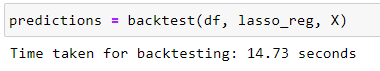 predictions = backtest(df, lasso_reg, X)
Time taken for backtesting: 14.73 seconds